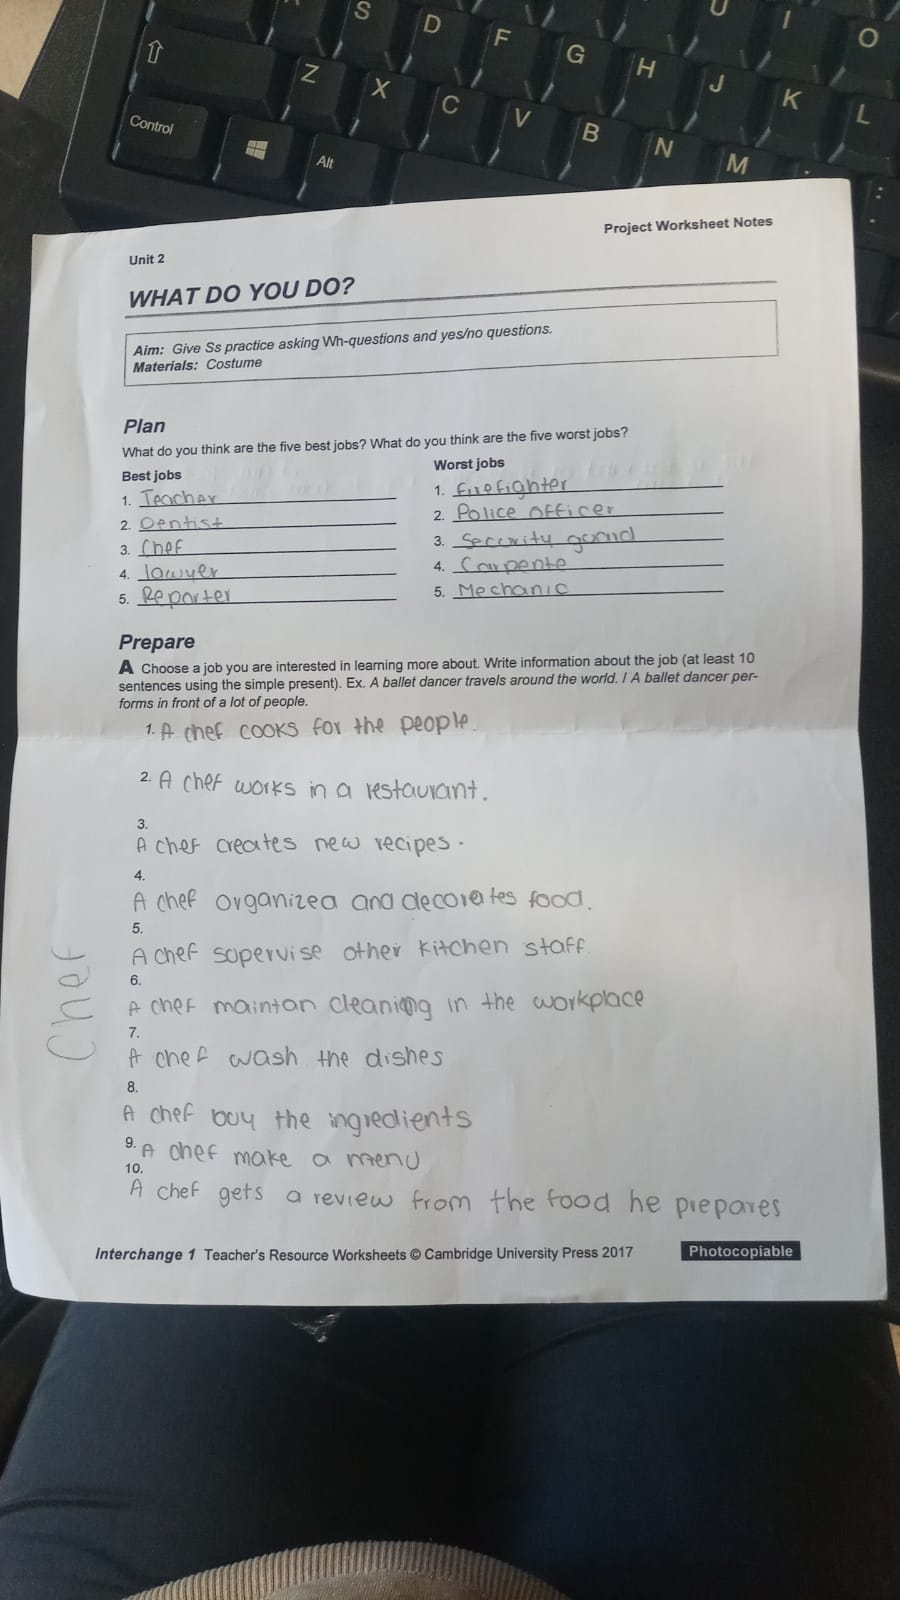 S D F G H U J I K O L
Z X C V B N M
Control Alt
Project Worksheet Notes
Unit 2
WHAT DO YOU DO?
Aim: Give Ss practice asking Wh-questions and yes/no questions.
Materials: Costume
Plan
What do you think are the five best jobs? What do you think are the five worst jobs?
Best jobs
1. Teacher
2. Dentist
3. Chef
4. lawyer
5. Reporter
Worst jobs
1. firefighter
2. Police officer
3. Security guard
4. Carpente
5. Mechanic
Prepare
A Choose a job you are interested in learning more about. Write information about the job (at least 10
sentences using the simple present). Ex. A ballet dancer travels around the world. / A ballet dancer per-
forms in front of a lot of people.
1. A chef cooks for the people.
2. A chef works in a restaurant.
3.
A chef creates new recipes.
4.
A chef organizea and decorates food.
5.
A chef sopervise other kitchen staff
6.
A chef maintan cleaning in the workplace
7.
A chef wash the dishes
8.
A chef buy the ingredients
9. A chef make a menu
10.
A chef gets a review from the food he prepares
Chef
Interchange 1 Teacher's Resource Worksheets © Cambridge University Press 2017 Photocopiable